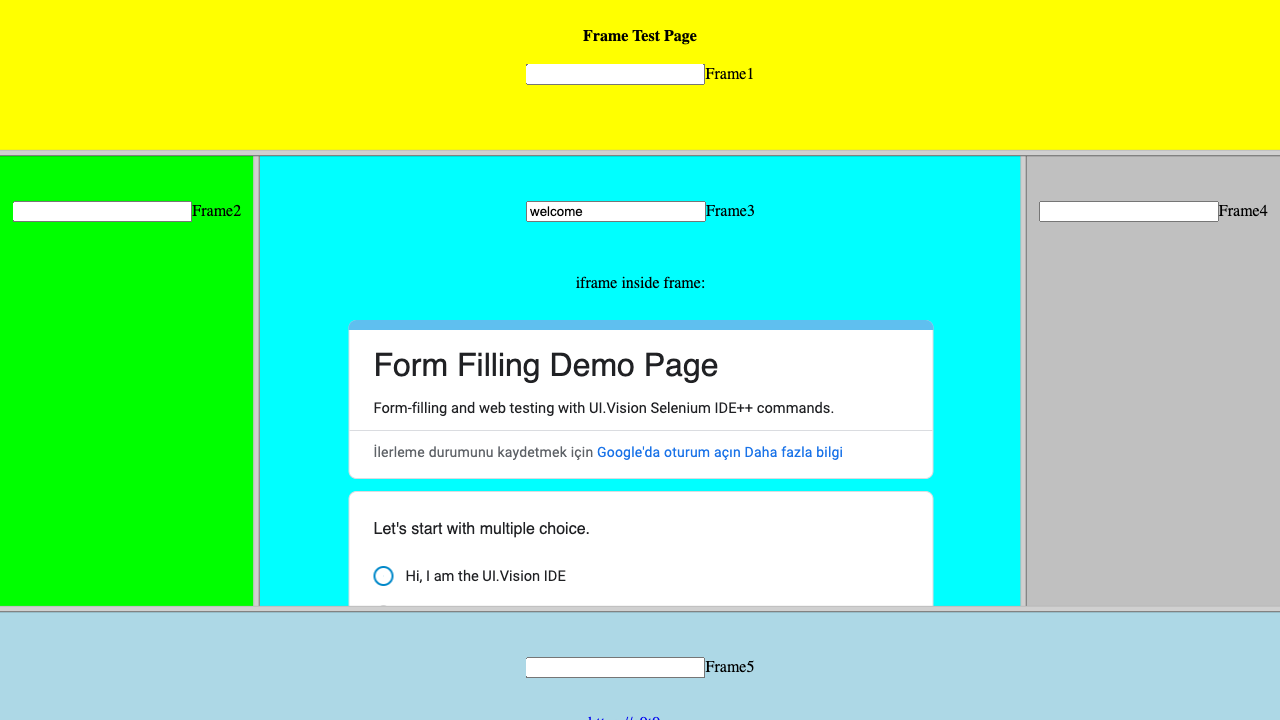 Frame Test Page
Frame1
Frame2
welcome Frame3
Frame4
iframe inside frame:
Form Filling Demo Page
Form-filling and web testing with UI.Vision Selenium IDE++ commands.
İlerleme durumunu kaydetmek için Google'da oturum açın Daha fazla bilgi
Let's start with multiple choice.
Hi, I am the UI.Vision IDE
Frame5